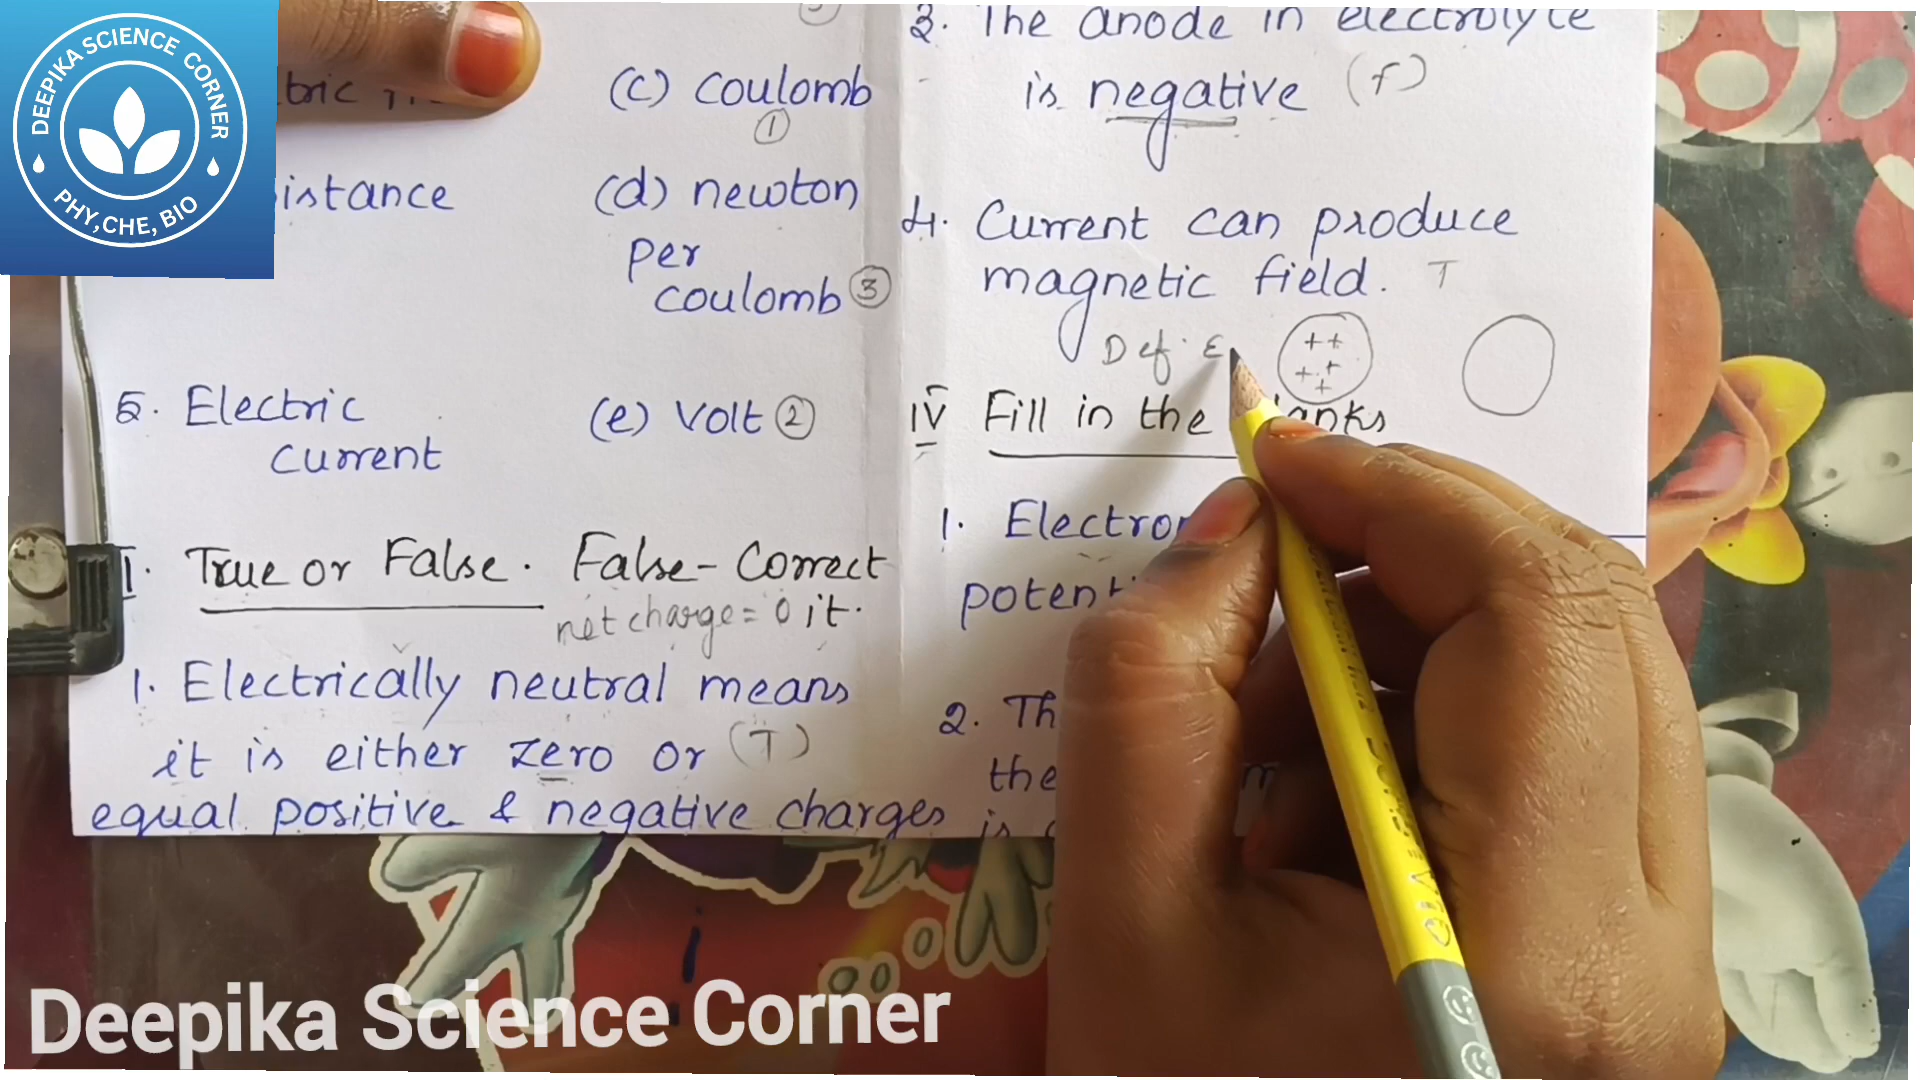 DEEPIKA SCIENCE CORNER
PHY, CHE, BIO
(c) coulomb
①
istance
(d) newton
per
coulomb ③
5. Electric
Current
(e) volt ②
I. True or False. False - Correct
net charge = 0 it.
1. Electrically neutral means
it is either zero or (T)
equal positive & negative charges
3. The anode in electrolyte
is negative (f)
4. Current can produce
magnetic field. T
Def. E
++
++
+
IV Fill in the
1. Electro
potent
2. Th
the
is
Deepika Science Corner